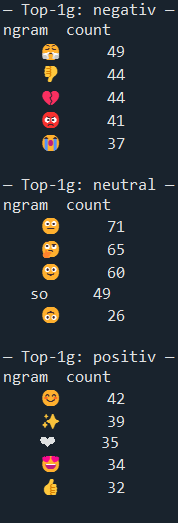 — Top-1g: negativ —
ngram count
😤 49
👎 44
💔 44
😡 41
😭 37
— Top-1g: neutral —
ngram count
😐 71
🤔 65
🙂 60
so 49
🙃 26
— Top-1g: positiv —
ngram count
😊 42
✨ 39
❤ 35
🤩 34
👍 32